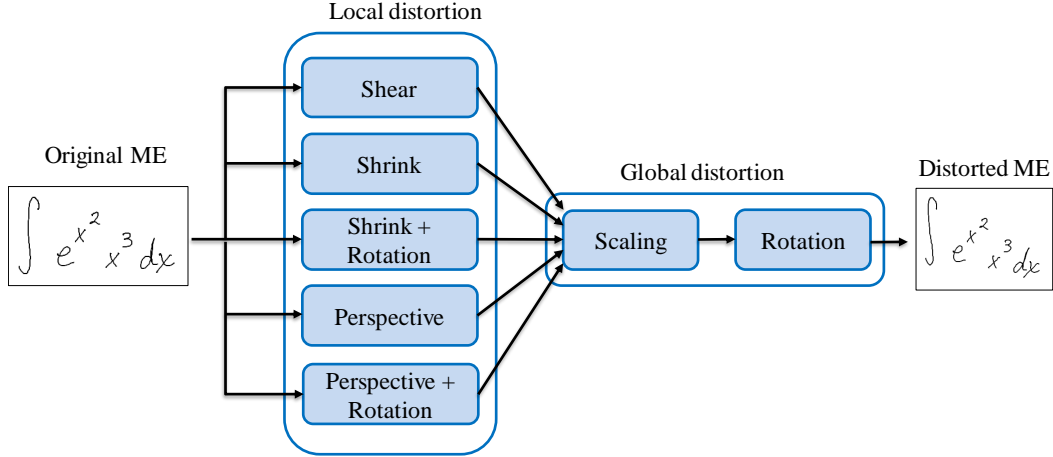 Local distortion
Shear
Shrink
Shrink +
Rotation
Perspective
Perspective +
Rotation
Original ME
∫ e^{x^2} x^3 dx
Global distortion
Scaling
Rotation
Distorted ME
∫ e^{x^2} x^3 dx